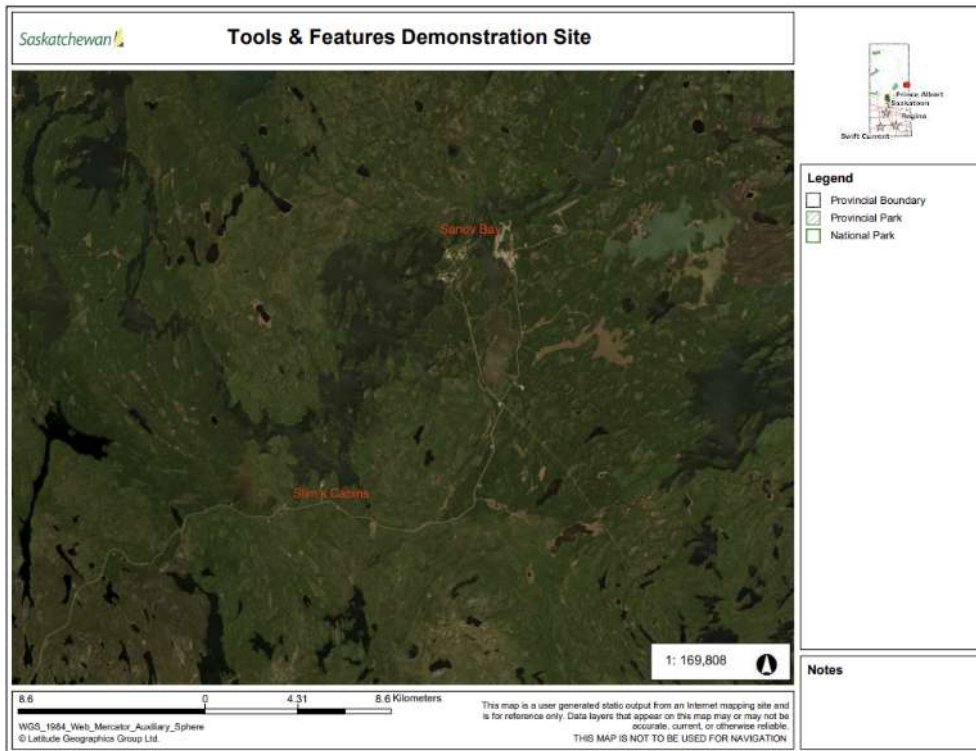 Saskatchewan
Tools & Features Demonstration Site
Prince Albert
Saskatoon
Regina
Swift Current
Legend
Provincial Boundary
Provincial Park
National Park
Sandy Bay
Slim's Cabins
1: 169,808
Notes
8.6 0 4.31 8.6 Kilometers
WGS_1984_Web_Mercator_Auxiliary_Sphere
© Latitude Geographics Group Ltd.
This map is a user generated static output from an Internet mapping site and
is for reference only. Data layers that appear on this map may or may not be
accurate, current, or otherwise reliable.
THIS MAP IS NOT TO BE USED FOR NAVIGATION